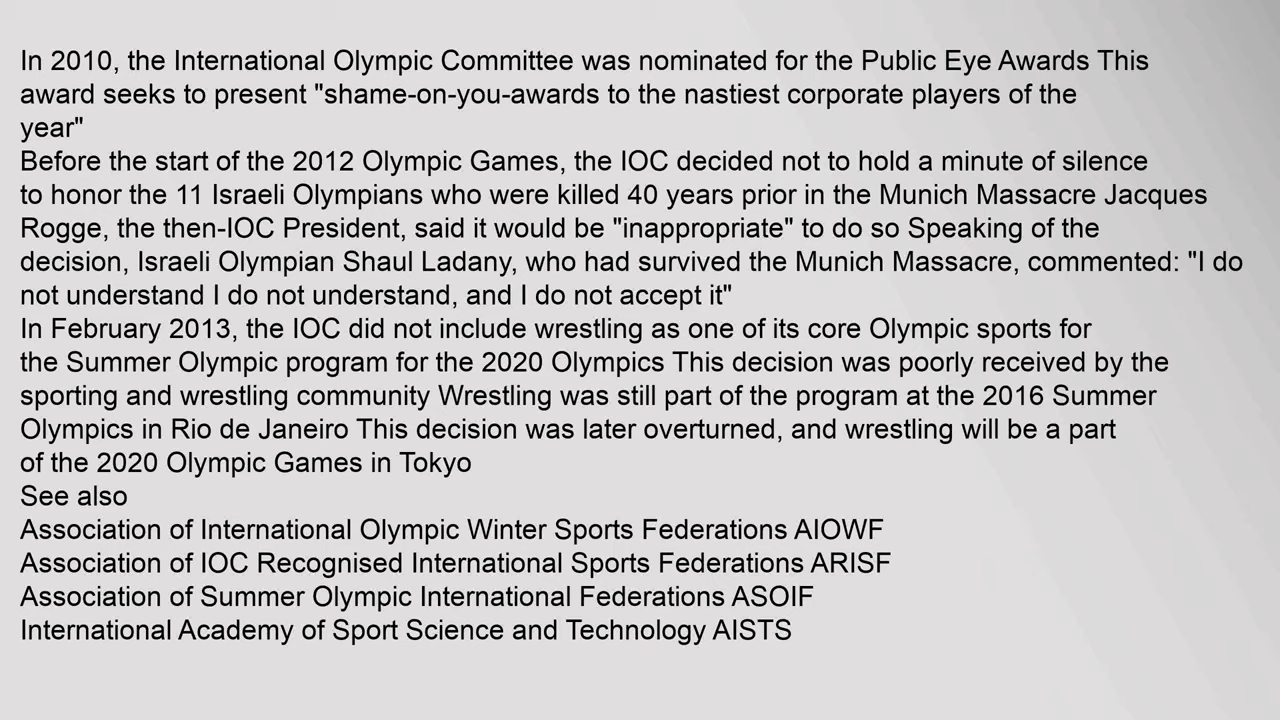 In 2010, the International Olympic Committee was nominated for the Public Eye Awards This
award seeks to present "shame-on-you-awards to the nastiest corporate players of the
year"
Before the start of the 2012 Olympic Games, the IOC decided not to hold a minute of silence
to honor the 11 Israeli Olympians who were killed 40 years prior in the Munich Massacre Jacques
Rogge, the then-IOC President, said it would be "inappropriate" to do so Speaking of the
decision, Israeli Olympian Shaul Ladany, who had survived the Munich Massacre, commented: "I do
not understand I do not understand, and I do not accept it"
In February 2013, the IOC did not include wrestling as one of its core Olympic sports for
the Summer Olympic program for the 2020 Olympics This decision was poorly received by the
sporting and wrestling community Wrestling was still part of the program at the 2016 Summer
Olympics in Rio de Janeiro This decision was later overturned, and wrestling will be a part
of the 2020 Olympic Games in Tokyo
See also
Association of International Olympic Winter Sports Federations AIOWF
Association of IOC Recognised International Sports Federations ARISF
Association of Summer Olympic International Federations ASOIF
International Academy of Sport Science and Technology AISTS